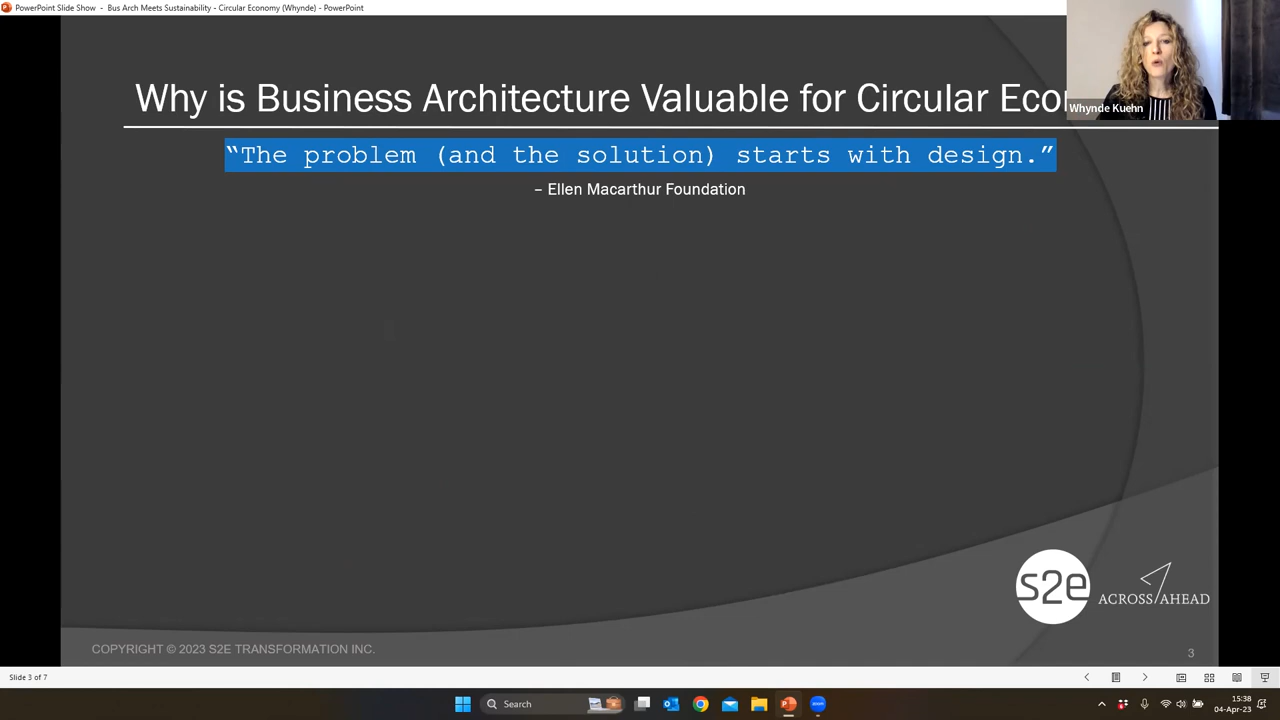 PowerPoint Slide Show - Bus Arch Meets Sustainability - Circular Economy (Whynde) - PowerPoint
Why is Business Architecture Valuable for Circular Eco
Whynde Kuehn
“The problem (and the solution) starts with design.”
– Ellen Macarthur Foundation
s2e
ACROSS AHEAD
COPYRIGHT © 2023 S2E TRANSFORMATION INC.
3
Slide 3 of 7
Search
zoom
15:38
04-Apr-23